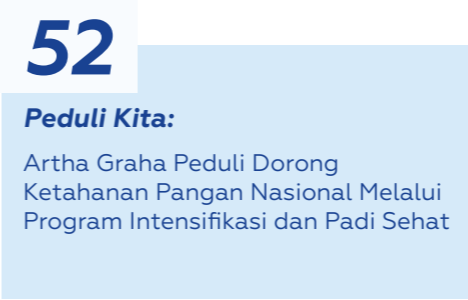 52
Peduli Kita:
Artha Graha Peduli Dorong
Ketahanan Pangan Nasional Melalui
Program Intensifikasi dan Padi Sehat